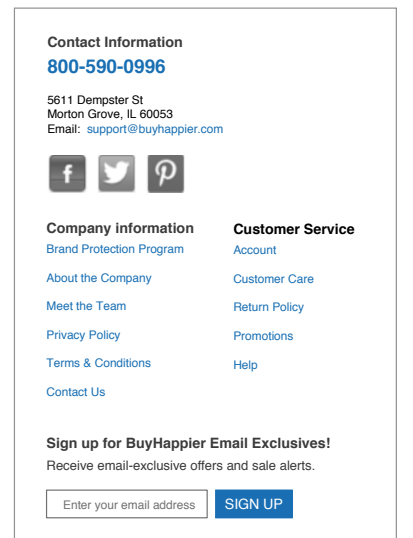 Contact Information
800-590-0996
5611 Dempster St
Morton Grove, IL 60053
Email: support@buyhappier.com
Company information
Brand Protection Program
About the Company
Meet the Team
Privacy Policy
Terms & Conditions
Contact Us
Customer Service
Account
Customer Care
Return Policy
Promotions
Help
Sign up for BuyHappier Email Exclusives!
Receive email-exclusive offers and sale alerts.
Enter your email address
SIGN UP